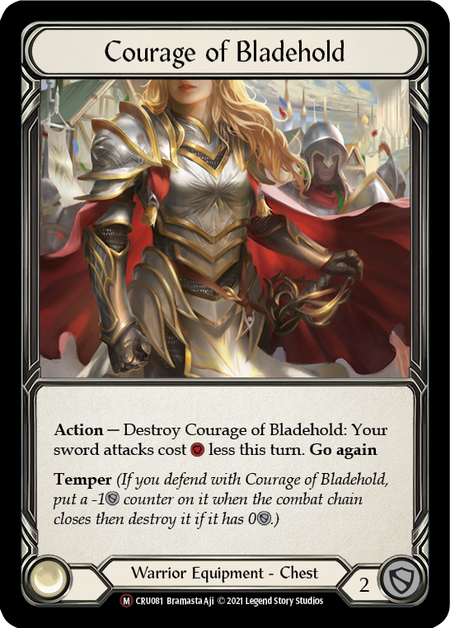 Courage of Bladehold
Action — Destroy Courage of Bladehold: Your
sword attacks cost less this turn. Go again
Temper (If you defend with Courage of Bladehold,
put a -1 counter on it when the combat chain
closes then destroy it if it has 0.)
Warrior Equipment - Chest
2
M CRU081 Bramasta Aji © 2021 Legend Story Studios